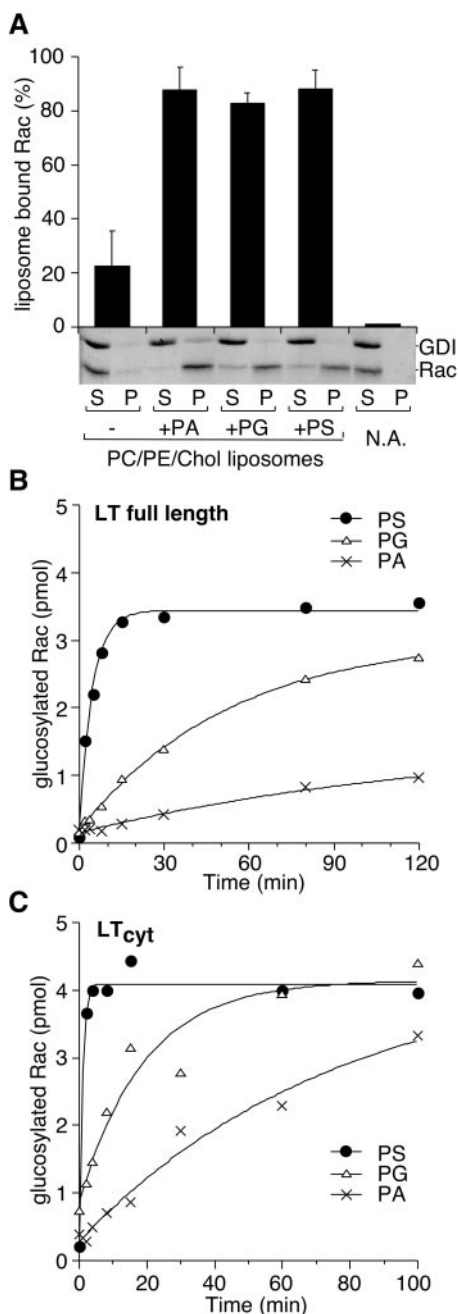 A
liposome bound Rac (%)
100
80
60
40
20
0
GDI
Rac
S P S P S P S P S P
- +PA +PG +PS N.A.
PC/PE/Chol liposomes
B
LT full length
PS
PG
PA
glucosylated Rac (pmol)
5
4
3
2
1
0
0 30 60 90 120
Time (min)
C
LTcyt
glucosylated Rac (pmol)
5
4
3
2
1
0
PS
PG
PA
0 20 40 60 80 100
Time (min)